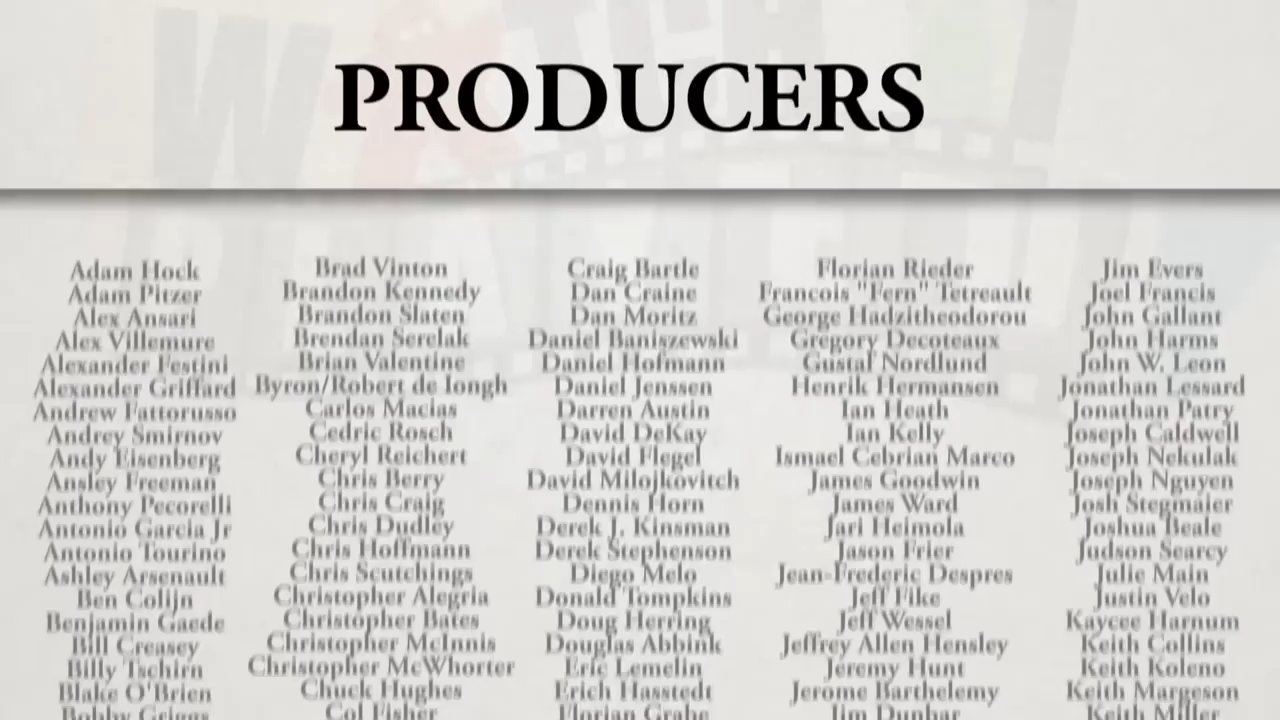 PRODUCERS
Adam Hock
Adam Pitzer
Alex Ansari
Alex Villemure
Alexander Festini
Alexander Griffard
Andrew Fattorusso
Andrey Smirnov
Andy Eisenberg
Ansley Freeman
Anthony Pecorelli
Antonio Garcia Jr
Antonio Tourino
Ashley Arsenault
Ben Colijn
Benjamin Gaede
Bill Creasey
Billy Tschirn
Blake O'Brien
Bobby Griggs
Brad Vinton
Brandon Kennedy
Brandon Slaten
Brendan Serelak
Brian Valentine
Byron/Robert de Iongh
Carlos Macias
Cedric Rosch
Cheryl Reichert
Chris Berry
Chris Craig
Chris Dudley
Chris Hoffmann
Chris Scutchings
Christopher Alegria
Christopher Bates
Christopher McInnis
Christopher McWhorter
Chuck Hughes
Col Fisher
Craig Bartle
Dan Craine
Dan Moritz
Daniel Baniszewski
Daniel Hofmann
Daniel Jenssen
Darren Austin
David DeKay
David Flegel
David Milojkovitch
Dennis Horn
Derek J. Kinsman
Derek Stephenson
Diego Melo
Donald Tompkins
Doug Herring
Douglas Abbink
Eric Lemelin
Erich Hasstedt
Florian Grabe
Florian Rieder
Francois "Fern" Tetreault
George Hadzitheodorou
Gregory Decoteaux
Gustaf Nordlund
Henrik Hermansen
Ian Heath
Ian Kelly
Ismael Cebrian Marco
James Goodwin
James Ward
Jari Heimola
Jason Frier
Jean-Frederic Despres
Jeff Fike
Jeff Wessel
Jeffrey Allen Hensley
Jeremy Hunt
Jerome Barthelemy
Jim Dunbar
Jim Evers
Joel Francis
John Gallant
John Harms
John W. Leon
Jonathan Lessard
Jonathan Patry
Joseph Caldwell
Joseph Nekulak
Joseph Nguyen
Josh Stegmaier
Joshua Beale
Judson Searcy
Julie Main
Justin Velo
Kaycee Harnum
Keith Collins
Keith Koleno
Keith Margeson
Keith Miller